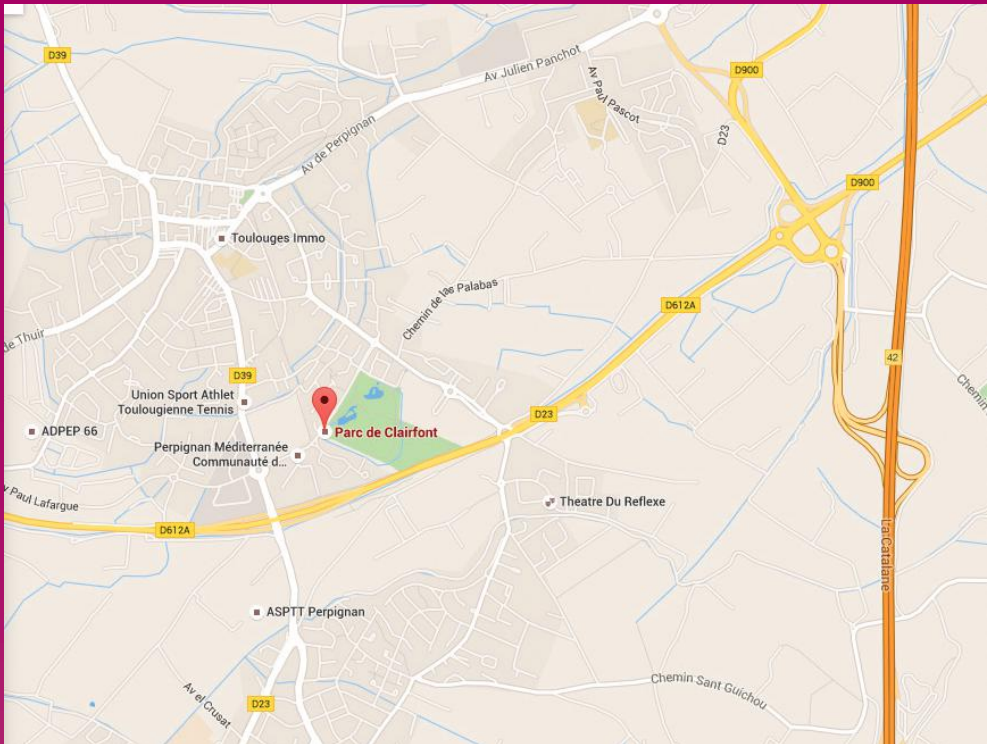 D39
Av Julien Panchot
D900
Av Paul Pascot
D23
Av de Perpignan
D900
Toulouges Immo
Chemin de las Palabas
D612A
de Thuir
42
D39
Chemin
Union Sport Athlet
Toulougienne Tennis
D23
ADPEP 66
Parc de Clairfont
Perpignan Méditerranée
Communauté d...
Av Paul Lafargue
Theatre Du Reflexe
D612A
La Catalane
ASPTT Perpignan
Chemin Sant Guichou
Av el Crusat
D23